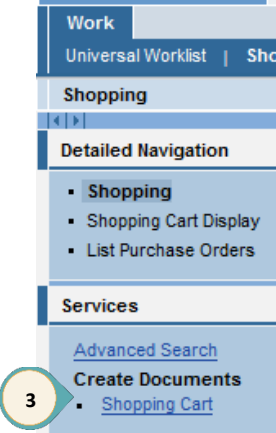 Work
Universal Worklist | Sho
Shopping
Detailed Navigation
Shopping
Shopping Cart Display
List Purchase Orders
Services
Advanced Search
Create Documents
3
Shopping Cart